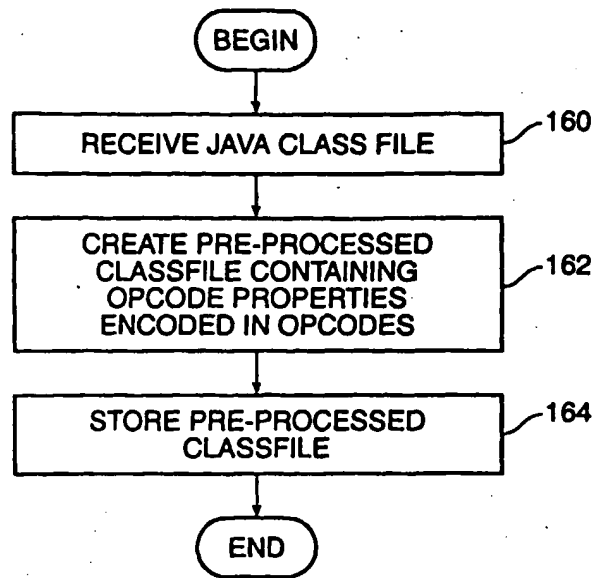 BEGIN
RECEIVE JAVA CLASS FILE
160
CREATE PRE-PROCESSED
CLASSFILE CONTAINING
OPCODE PROPERTIES
ENCODED IN OPCODES
162
STORE PRE-PROCESSED
CLASSFILE
164
END